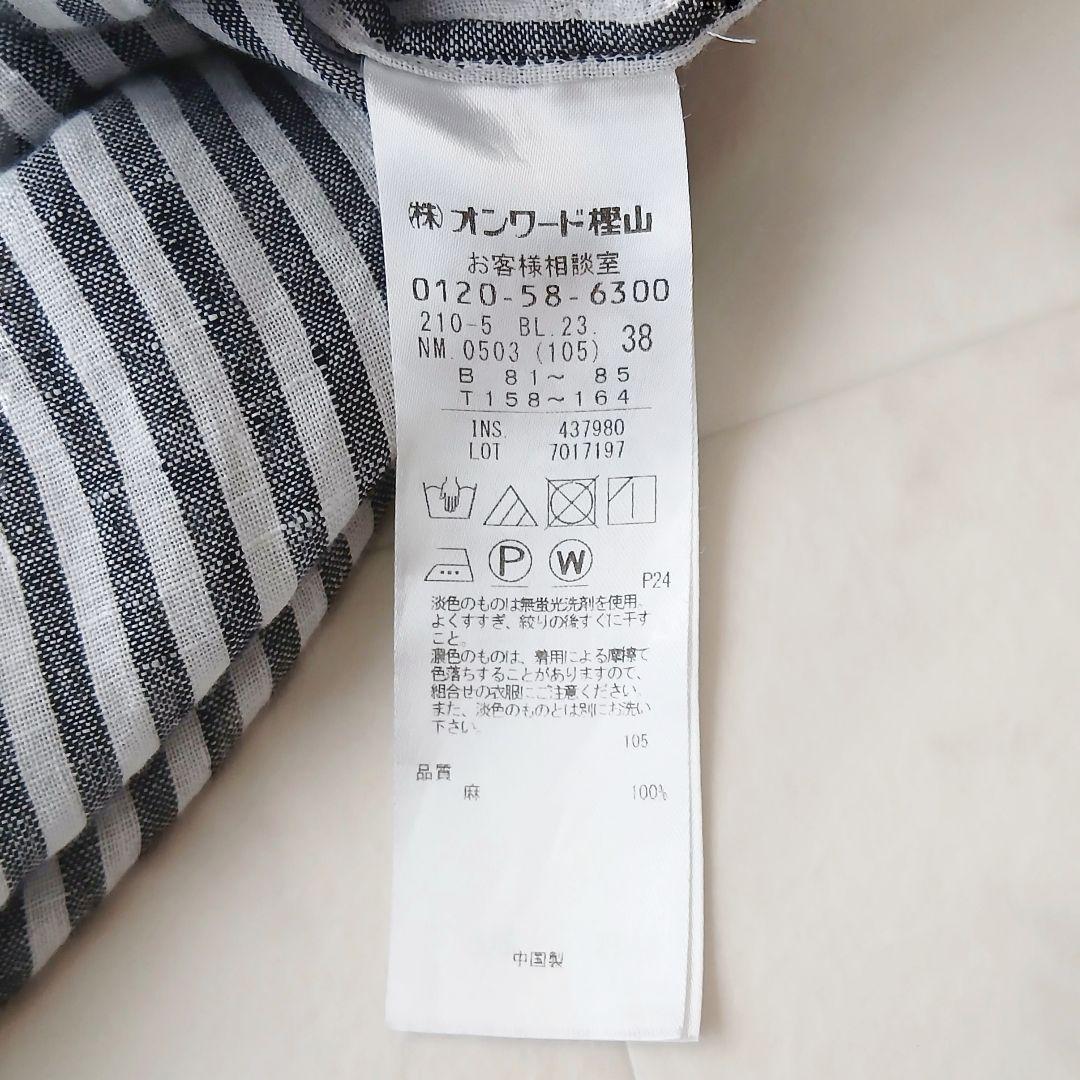 (株)オンワード樫山
お客様相談室
0120-58-6300
210-5 BL.23. 38
NM.0503 (105)
B 81～ 85
T158～164
INS. 437980
LOT 7017197
P W
P24
淡色のものは無蛍光洗剤を使用
よくすすぎ、絞りの後すぐに干す
こと。
濃色のものは、着用による摩擦で
色落ちすることがありますので、
組合せの衣服にご注意ください。
また、淡色のものとは別にお洗い
下さい。
105
品質
麻 100%
中国製